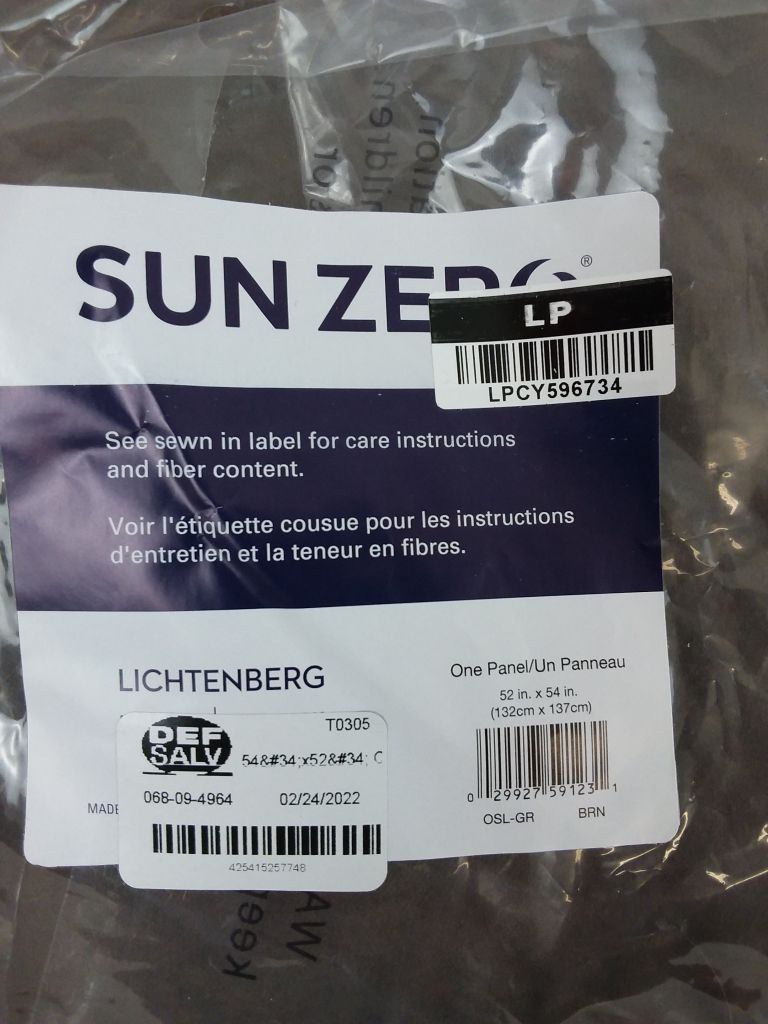 SUN ZERO®
LP
LPCY596734
See sewn in label for care instructions
and fiber content.
Voir l'étiquette cousue pour les instructions
d'entretien et la teneur en fibres.
LICHTENBERG
One Panel/Un Panneau
52 in. x 54 in.
(132cm x 137cm)
0 29927 59123 1
OSL-GR BRN
MADE
T0305
DEF
SALV
54&#34;x52&#34; C
068-09-4964 02/24/2022
425415257748